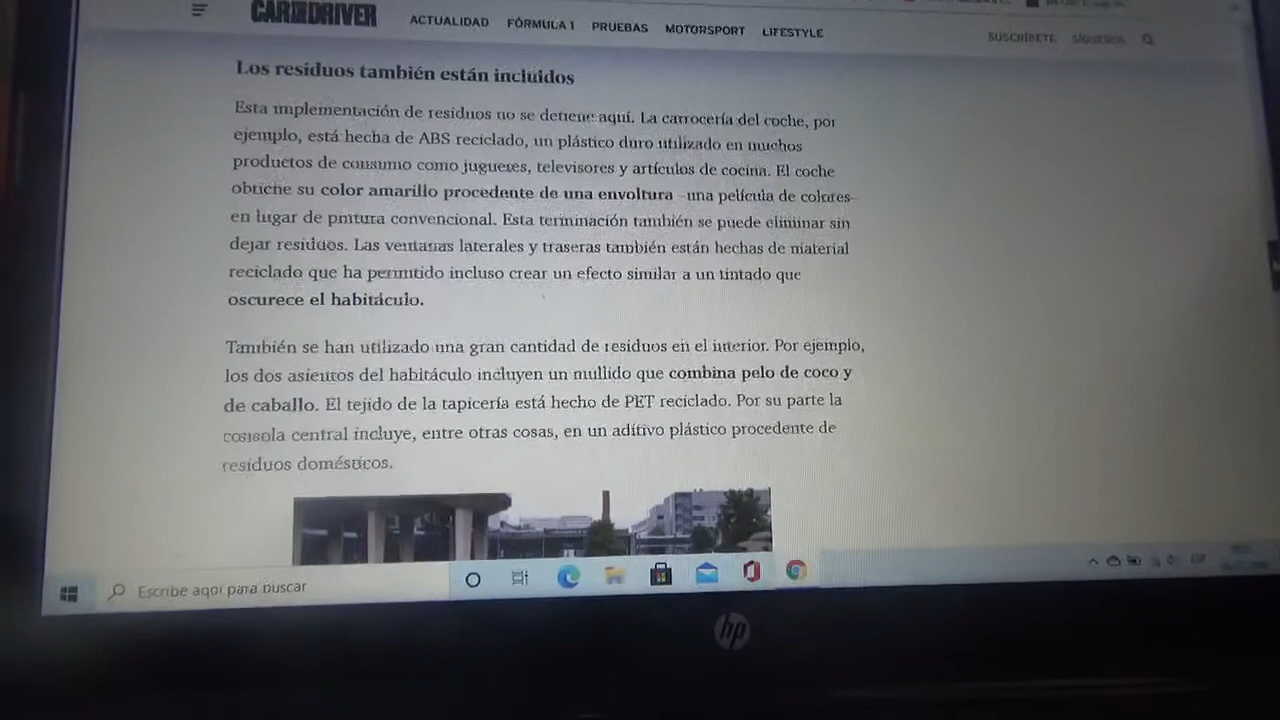 CAR AND DRIVER
ACTUALIDAD FÓRMULA 1 PRUEBAS MOTORSPORT LIFESTYLE
SUSCRÍBETE SÍGUENOS
Los residuos también están incluidos
Esta implementación de residuos no se detiene aquí. La carrocería del coche, por
ejemplo, está hecha de ABS reciclado, un plástico duro utilizado en muchos
productos de consumo como juguetes, televisores y artículos de cocina. El coche
obtiene su color amarillo procedente de una envoltura –una película de colores–
en lugar de pintura convencional. Esta terminación también se puede eliminar sin
dejar residuos. Las ventanas laterales y traseras también están hechas de material
reciclado que ha permitido incluso crear un efecto similar a un tintado que
oscurece el habitáculo.
También se han utilizado una gran cantidad de residuos en el interior. Por ejemplo,
los dos asientos del habitáculo incluyen un mullido que combina pelo de coco y
de caballo. El tejido de la tapicería está hecho de PET reciclado. Por su parte la
consola central incluye, entre otras cosas, en un aditivo plástico procedente de
residuos domésticos.
Escribe aquí para buscar
hp